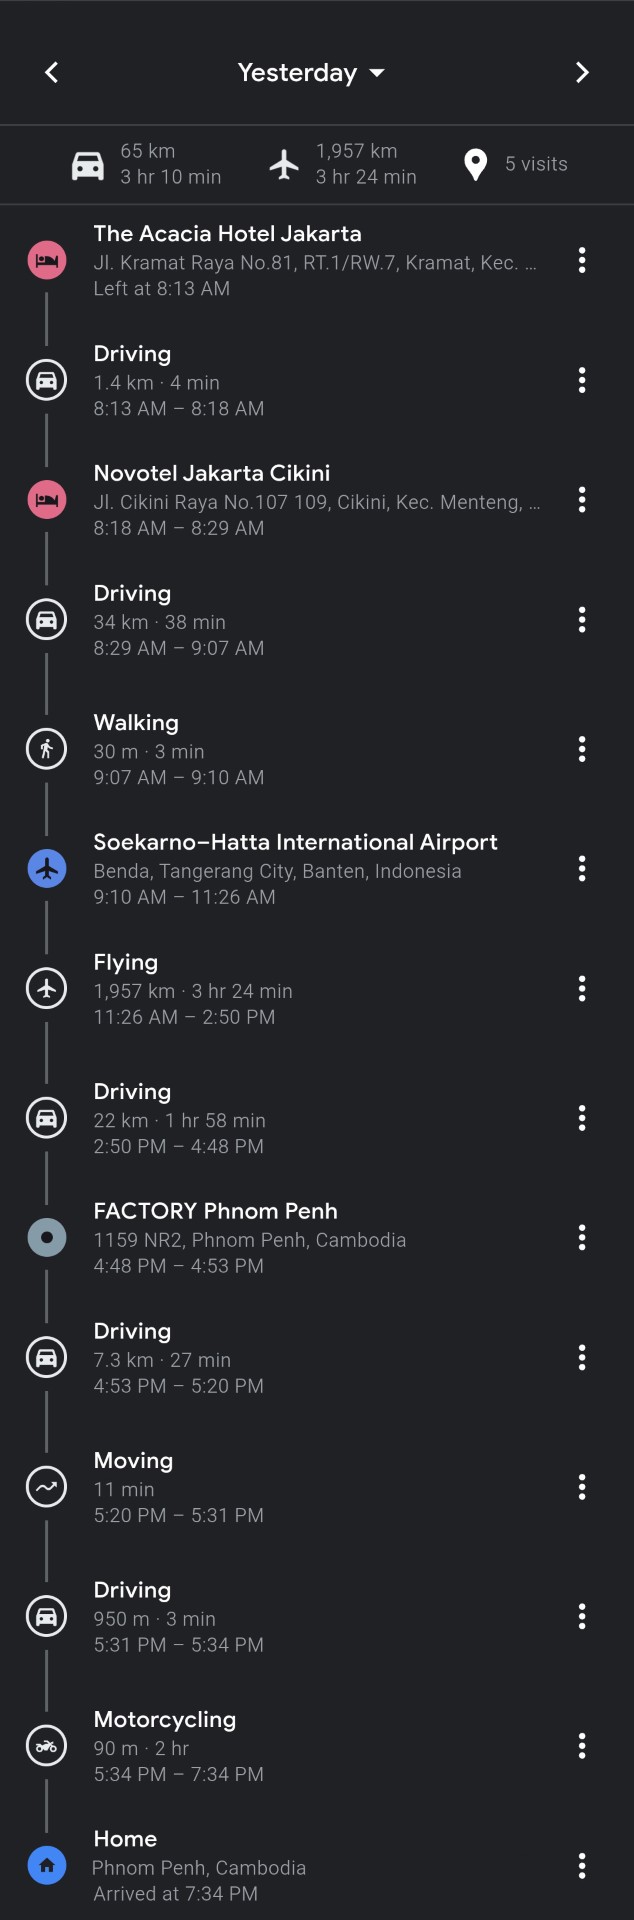 Yesterday
65 km
3 hr 10 min
1,957 km
3 hr 24 min
5 visits
The Acacia Hotel Jakarta
Jl. Kramat Raya No.81, RT.1/RW.7, Kramat, Kec. ...
Left at 8:13 AM
Driving
1.4 km · 4 min
8:13 AM – 8:18 AM
Novotel Jakarta Cikini
Jl. Cikini Raya No.107 109, Cikini, Kec. Menteng, ...
8:18 AM – 8:29 AM
Driving
34 km · 38 min
8:29 AM – 9:07 AM
Walking
30 m · 3 min
9:07 AM – 9:10 AM
Soekarno–Hatta International Airport
Benda, Tangerang City, Banten, Indonesia
9:10 AM – 11:26 AM
Flying
1,957 km · 3 hr 24 min
11:26 AM – 2:50 PM
Driving
22 km · 1 hr 58 min
2:50 PM – 4:48 PM
FACTORY Phnom Penh
1159 NR2, Phnom Penh, Cambodia
4:48 PM – 4:53 PM
Driving
7.3 km · 27 min
4:53 PM – 5:20 PM
Moving
11 min
5:20 PM – 5:31 PM
Driving
950 m · 3 min
5:31 PM – 5:34 PM
Motorcycling
90 m · 2 hr
5:34 PM – 7:34 PM
Home
Phnom Penh, Cambodia
Arrived at 7:34 PM